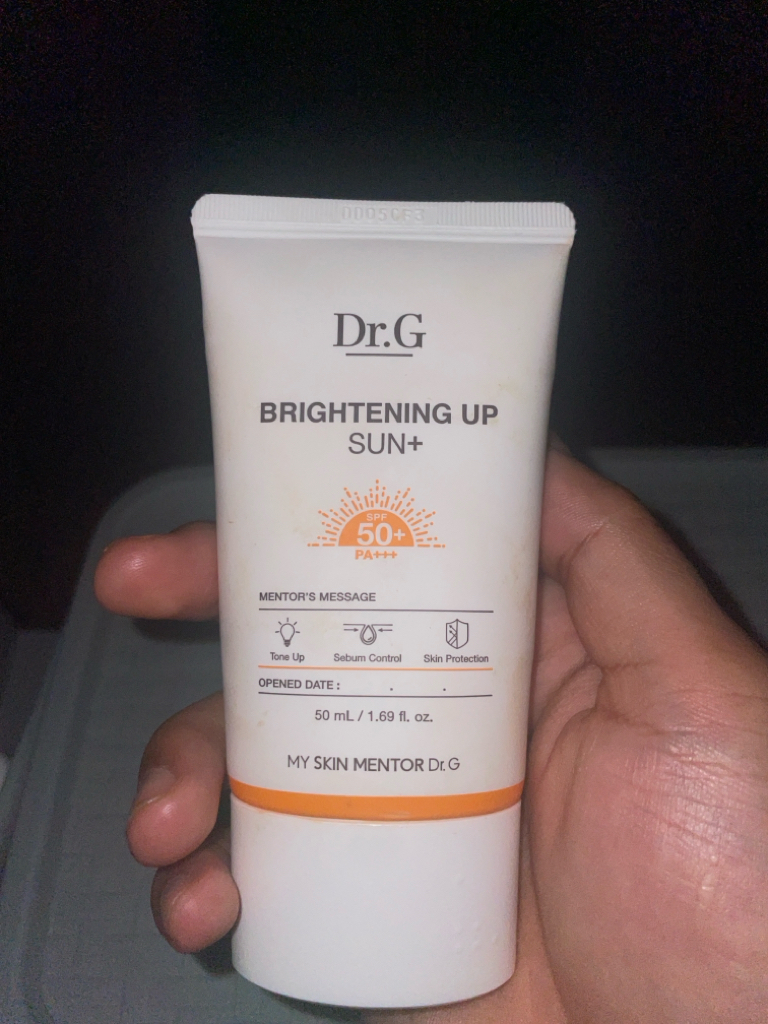 Dr.G
BRIGHTENING UP
SUN+
SPF
50+
PA+++
MENTOR'S MESSAGE
Tone Up Sebum Control Skin Protection
OPENED DATE : . .
50 mL / 1.69 fl. oz.
MY SKIN MENTOR Dr.G